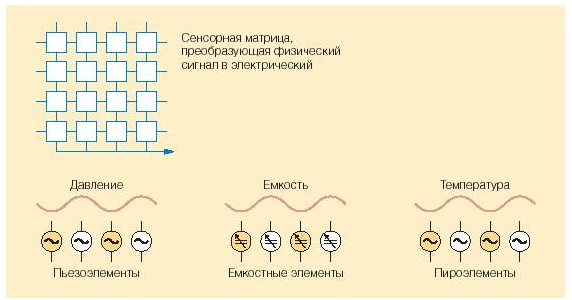 Сенсорная матрица,
преобразующая физический
сигнал в электрический
Давление
Емкость
Температура
Пьезоэлементы
Емкостные элементы
Пироэлементы